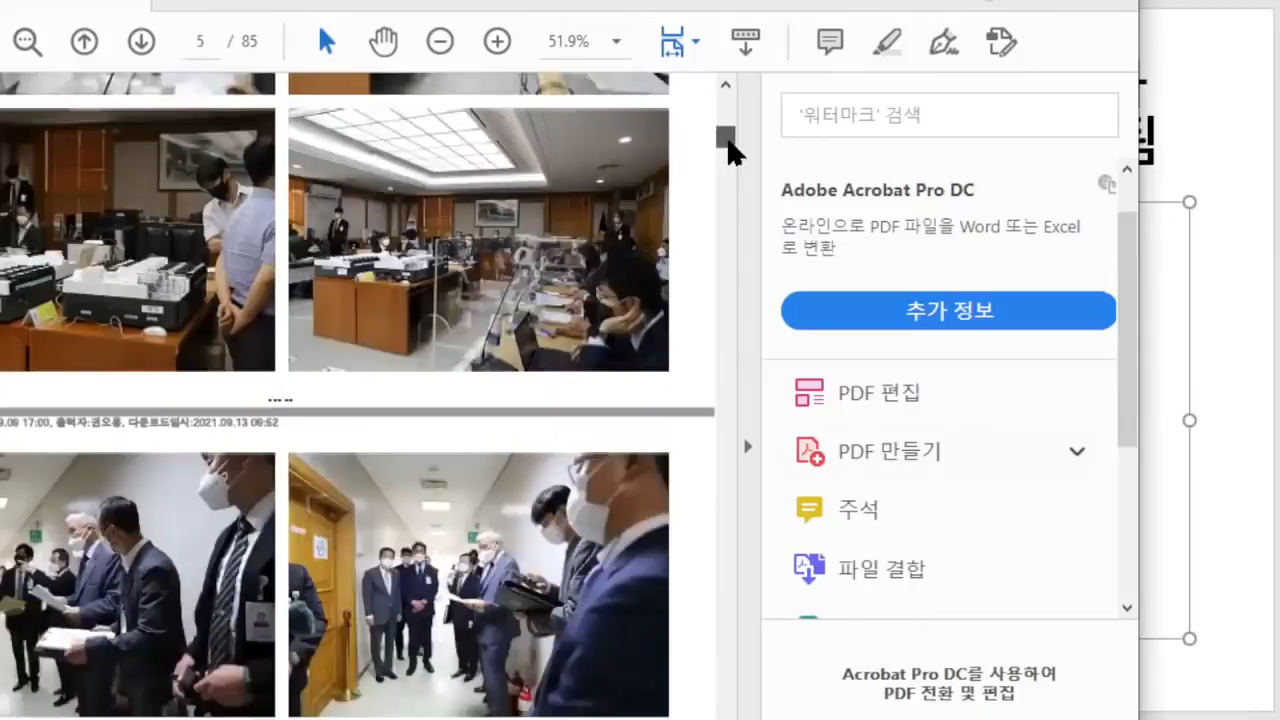 5 / 85
51.9%
'워터마크' 검색
Adobe Acrobat Pro DC
온라인으로 PDF 파일을 Word 또는 Excel
로 변환
추가 정보
17:00, 출력자:권오용, 다운로드일시:2021.09.13 09:52
PDF 편집
PDF 만들기
주석
파일 결합
Acrobat Pro DC를 사용하여
PDF 전환 및 편집